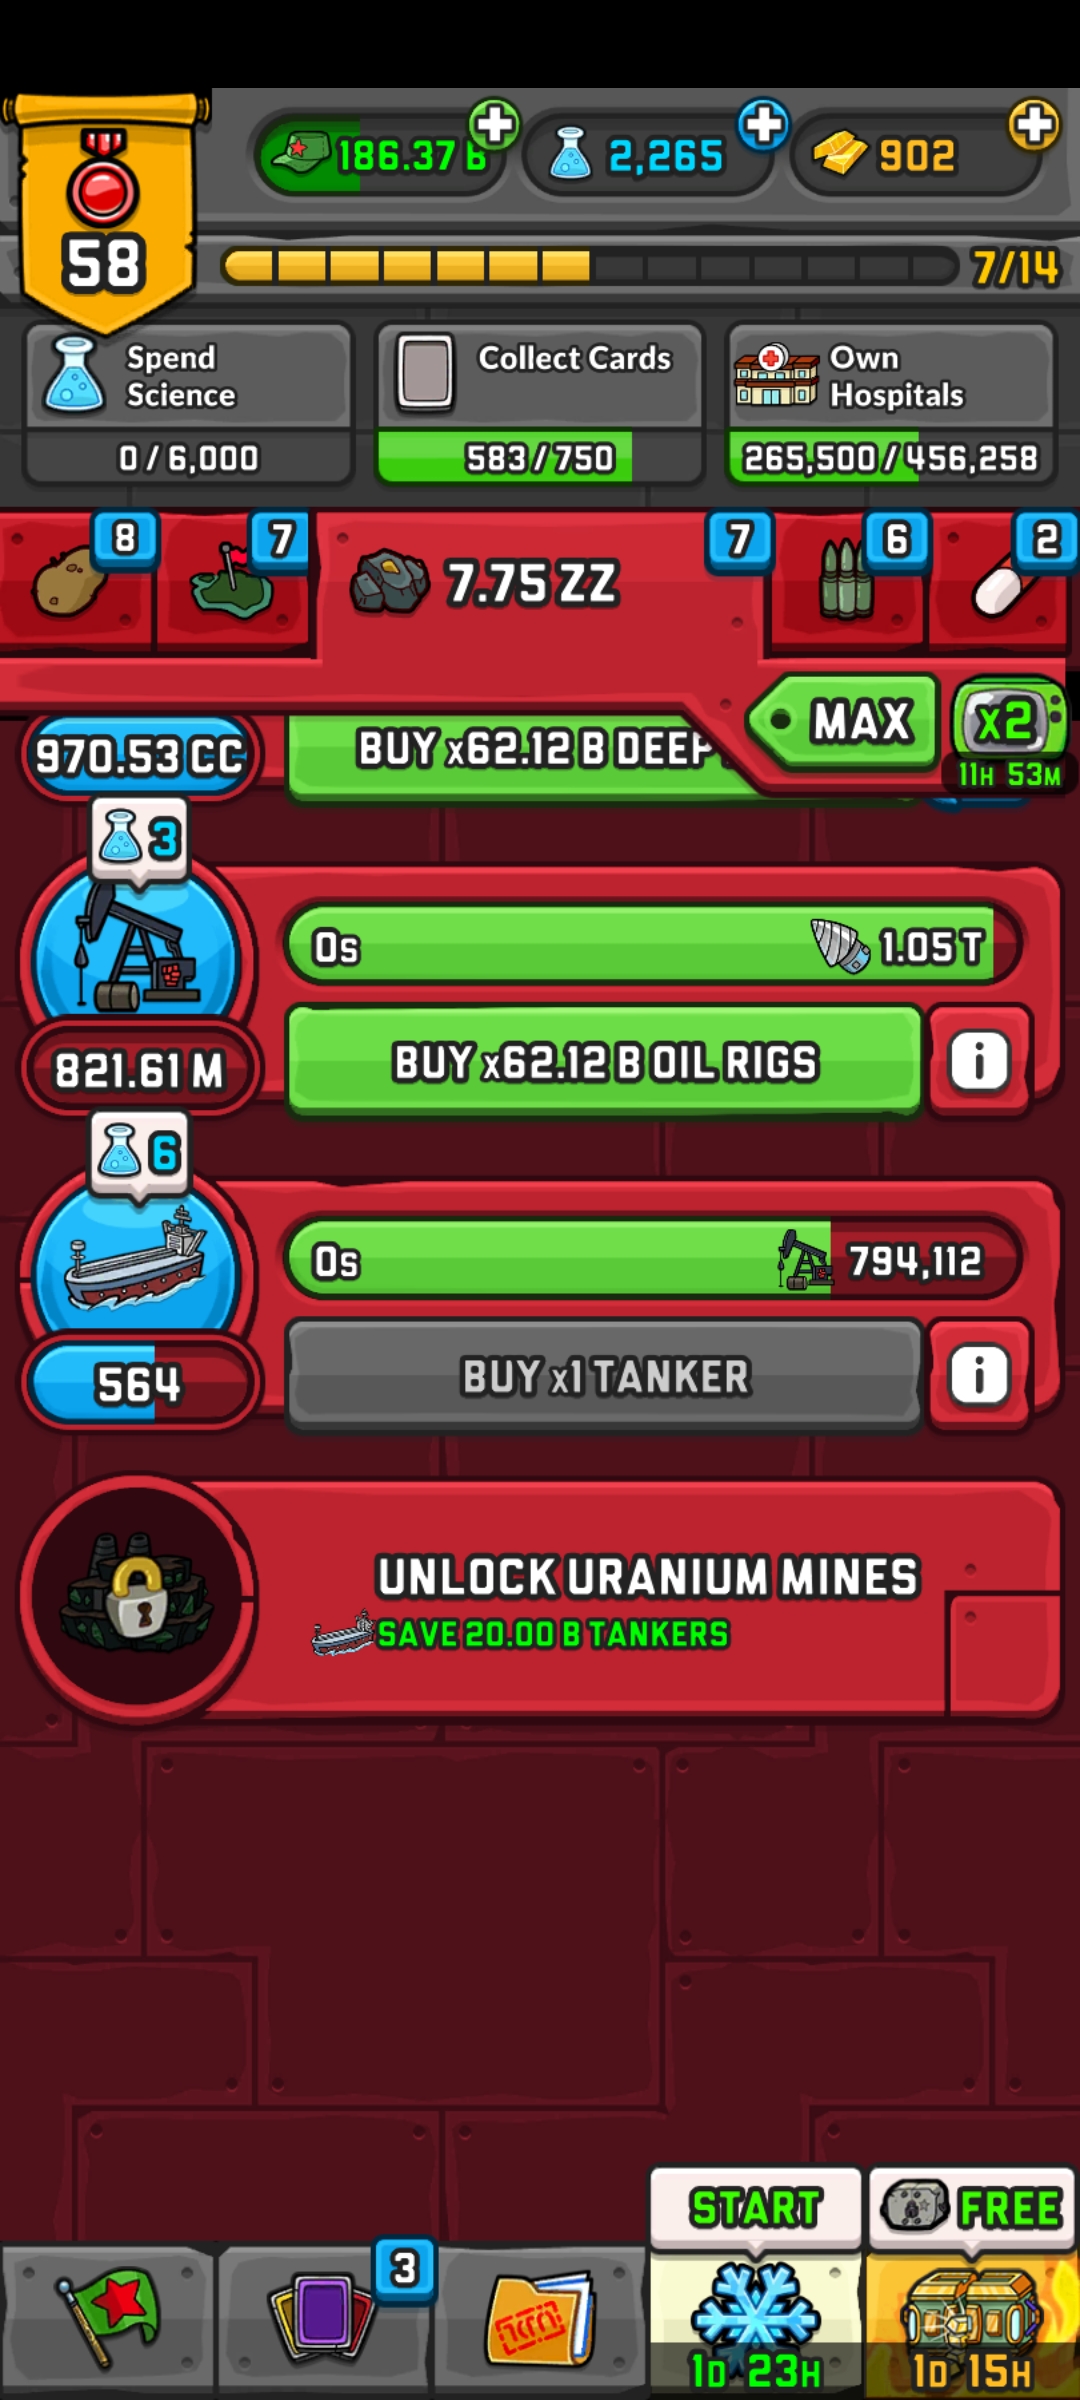 186.37 B
2,265
902
58
7/14
Spend
Science
0 / 6,000
Collect Cards
583 / 750
Own
Hospitals
265,500 / 456,258
8
7
7.75 ZZ
7
6
2
MAX
x2
11H 53M
970.53 CC
BUY x62.12 B DEEP
3
0s
1.05 T
821.61 M
BUY x62.12 B OIL RIGS
i
6
0s
794,112
564
BUY x1 TANKER
i
UNLOCK URANIUM MINES
SAVE 20.00 B TANKERS
START
FREE
3
1D 23H
1D 15H